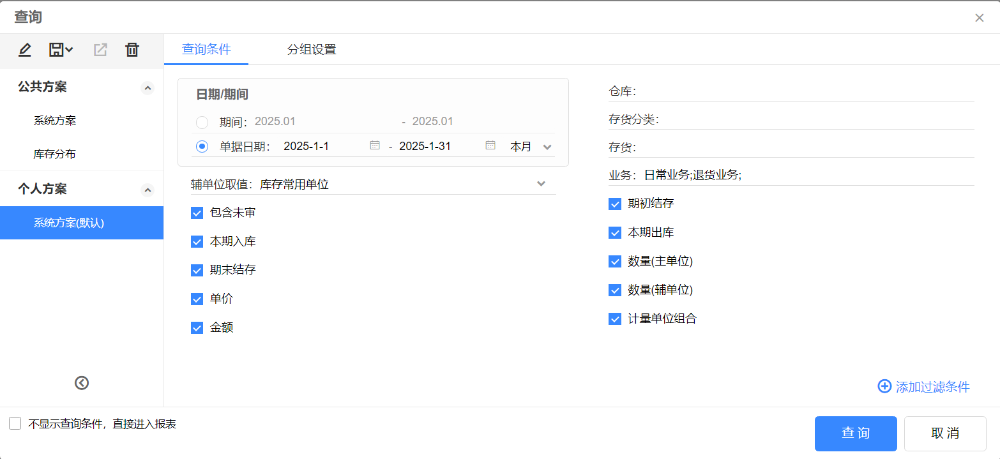 查询
查询条件
分组设置
公共方案
系统方案
库存分布
个人方案
系统方案(默认)
日期/期间
期间: 2025.01 - 2025.01
单据日期: 2025-1-1 - 2025-1-31 本月
辅单位取值: 库存常用单位
包含未审
本期入库
期末结存
单价
金额
仓库:
存货分类:
存货:
业务: 日常业务;退货业务;
期初结存
本期出库
数量(主单位)
数量(辅单位)
计量单位组合
添加过滤条件
不显示查询条件，直接进入报表
查询
取消